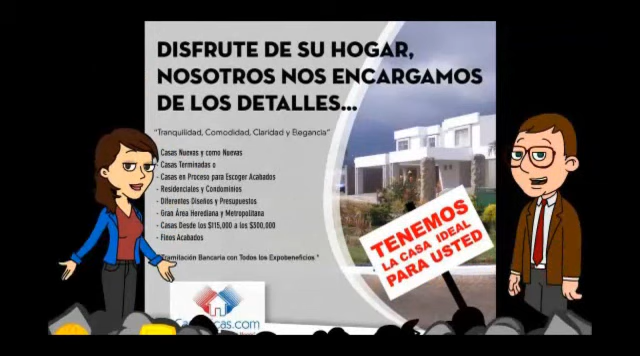 DISFRUTE DE SU HOGAR,
NOSOTROS NOS ENCARGAMOS
DE LOS DETALLES...
"Tranquilidad, Comodidad, Claridad y Elegancia"
- Casas Nuevas y como Nuevas
- Casas Terminadas o
- Casas en Proceso para Escoger Acabados
- Residenciales y Condominios
- Diferentes Diseños y Presupuestos
- Gran Área Herediana y Metropolitana
- Casas Desde los $115,000 a los $300,000
- Finos Acabados
Tramitación Bancaria con Todos los Expobeneficios "
TENEMOS
LA CASA IDEAL
PARA USTED